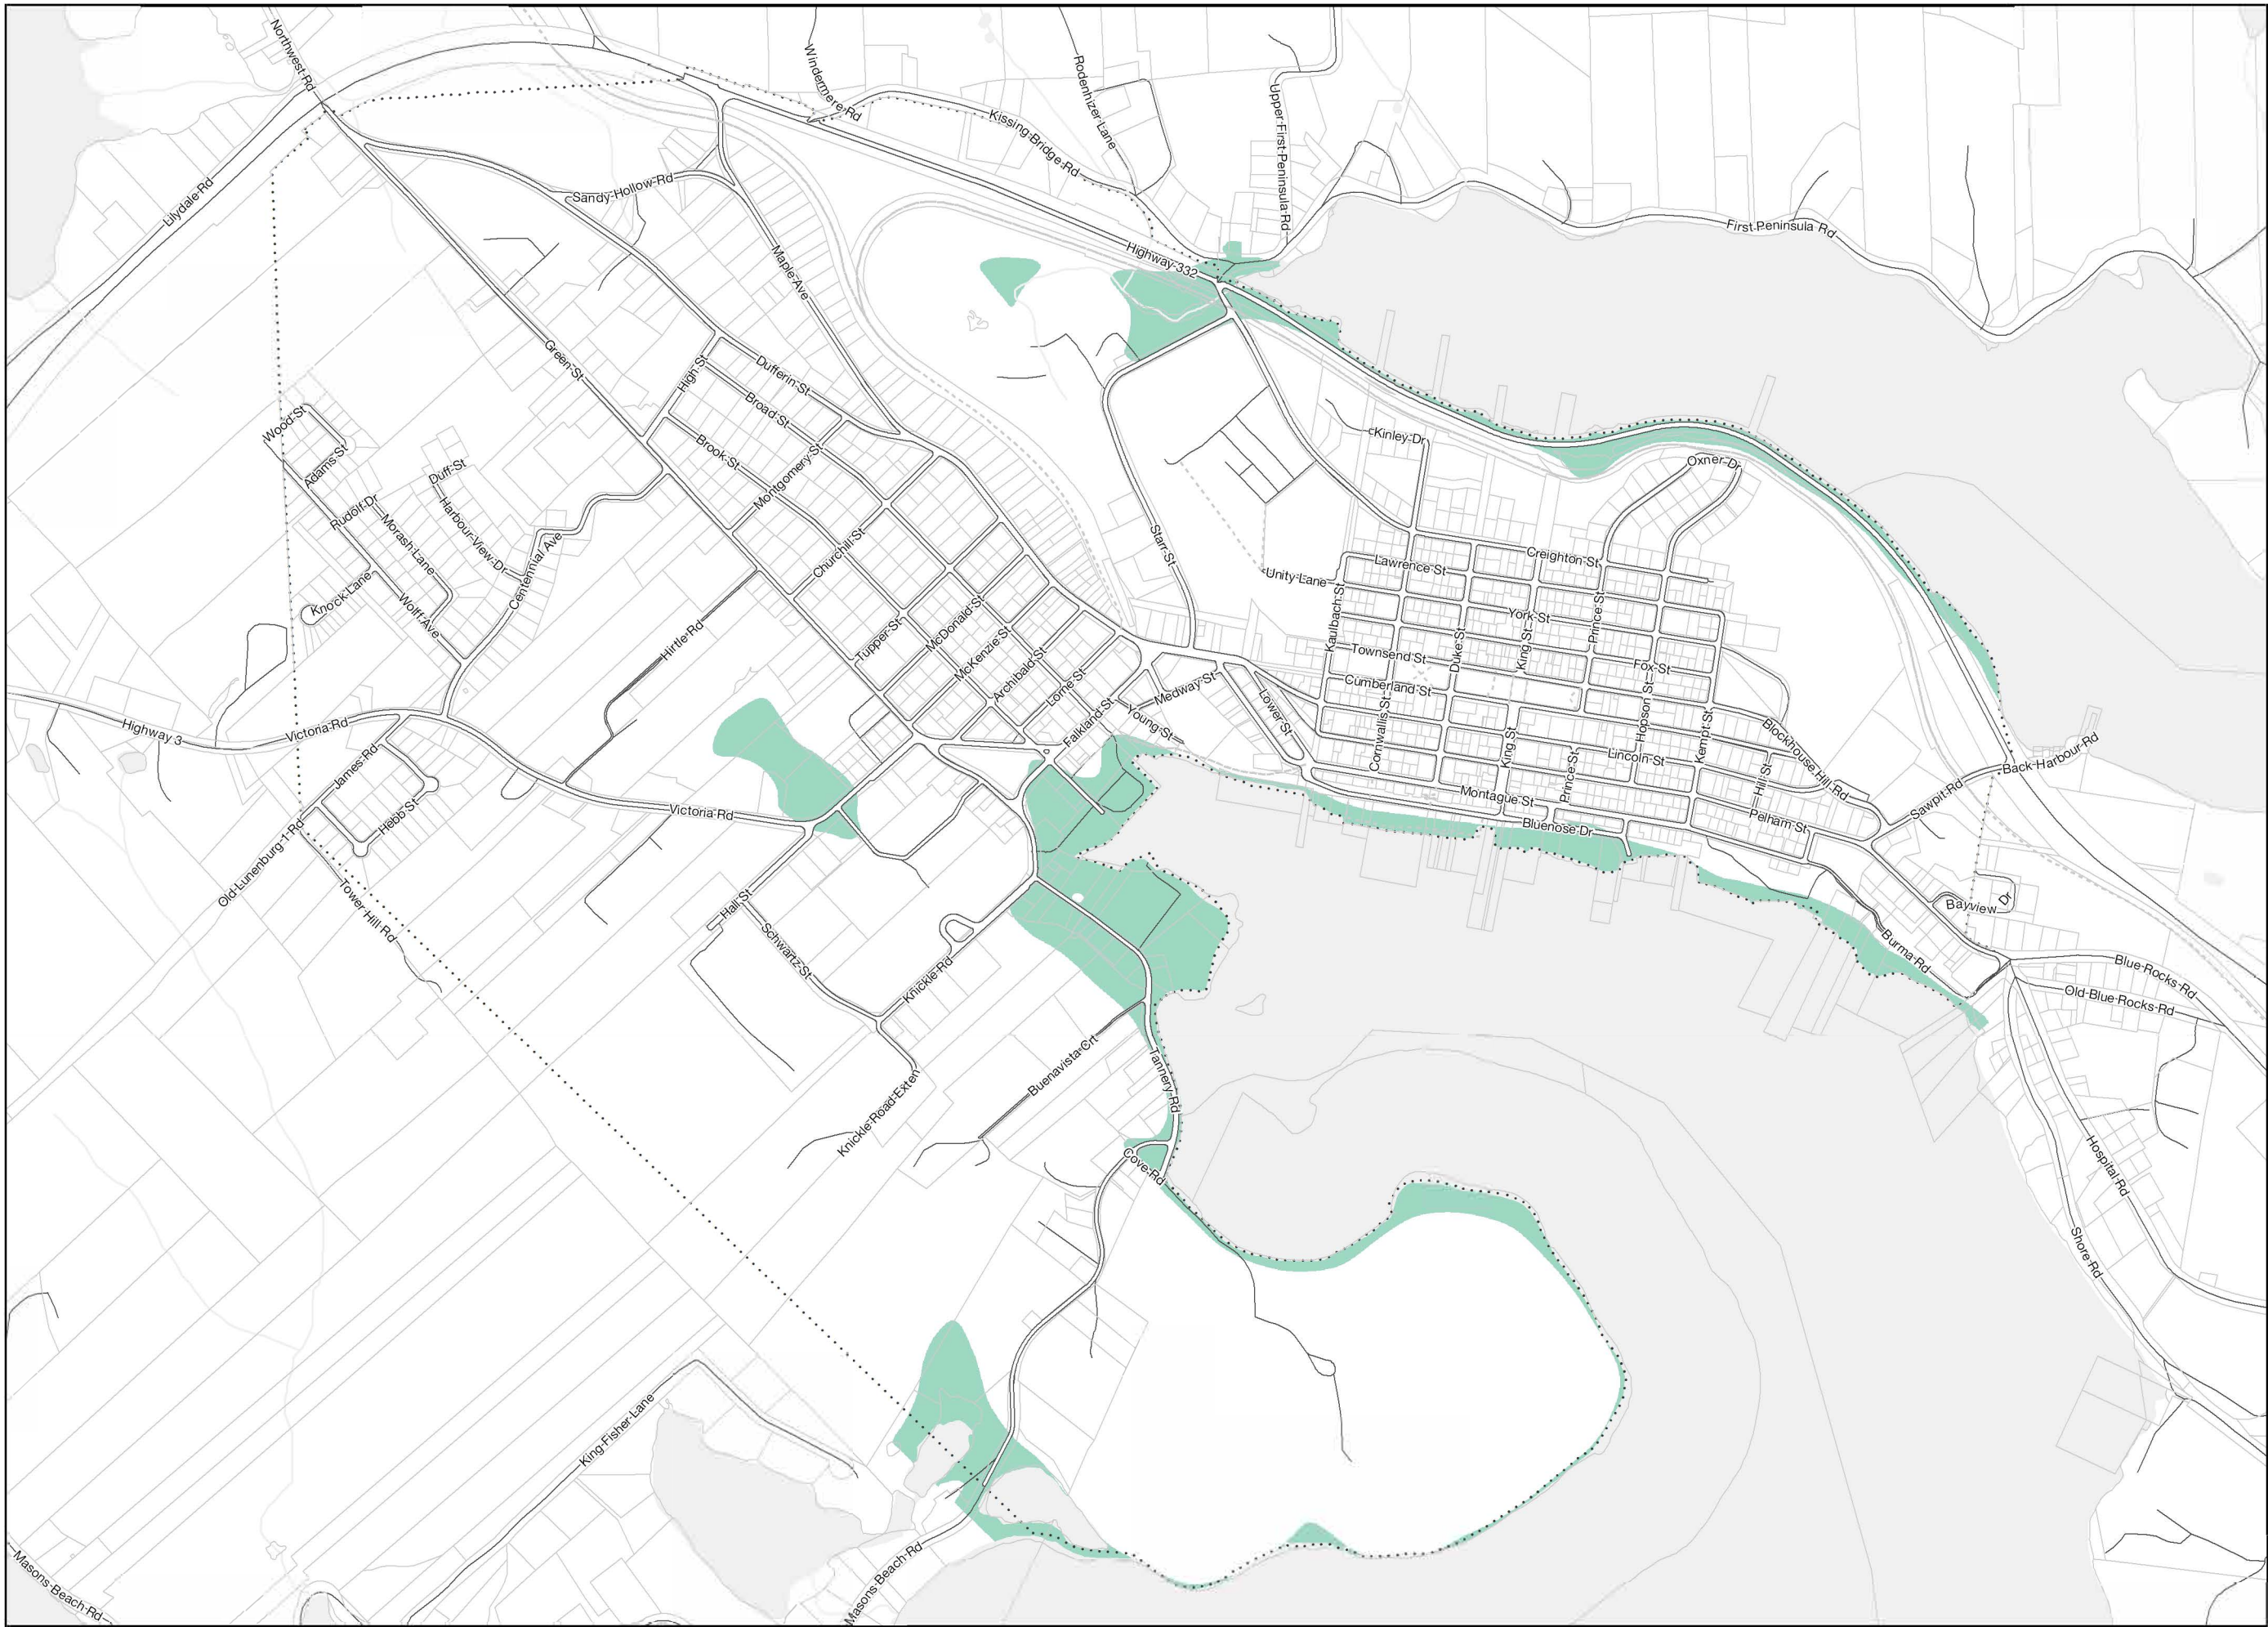 Northwest Rd
Windermere Rd
Rodenhizer Lane
Kissing Bridge Rd
Upper First Peninsula Rd
Lilydale Rd
Sandy Hollow Rd
First Peninsula Rd
Highway 332
Maple Ave
Green St
High St
Dufferin St
Broad St
Wood St
Brook St
Kinley Dr
Adams St
Duff St
Montgomery St
Oxner Dr
Rudolf Dr
Morash Lane
Harbour View Dr
Starr St
Churchill St
Creighton St
Lawrence St
Centennial Ave
Unity Lane
Knock Lane
Kaulbach St
York St
Prince St
Wolff Ave
Hirtle Rd
McDonald St
Tupper St
McKenzie St
Duke St
King St
Townsend St
Fox St
Archibald St
Lorne St
Medway St
Cumberland St
Hopson St
Lower St
Falkland St
Young St
Cornwallis St
Kempt St
Highway 3
Victoria Rd
Blockhouse Hill Rd
King St
Lincoln St
Back Harbour Rd
James Rd
Prince St
Hill St
Montague St
Sawpit Rd
Hebb St
Victoria Rd
Pelham St
Bluenose Dr
Old Lunenburg 1 Rd
Tower Hill Rd
Hall St
Bayview Dr
Schwartz St
Burma Rd
Knickle Rd
Blue Rocks Rd
Old Blue Rocks Rd
Buenavista Crt
Tannery Rd
Knickle Road Exten
Cove Rd
Hospital Rd
Shore Rd
King Fisher Lane
Masons Beach Rd
Masons Beach Rd